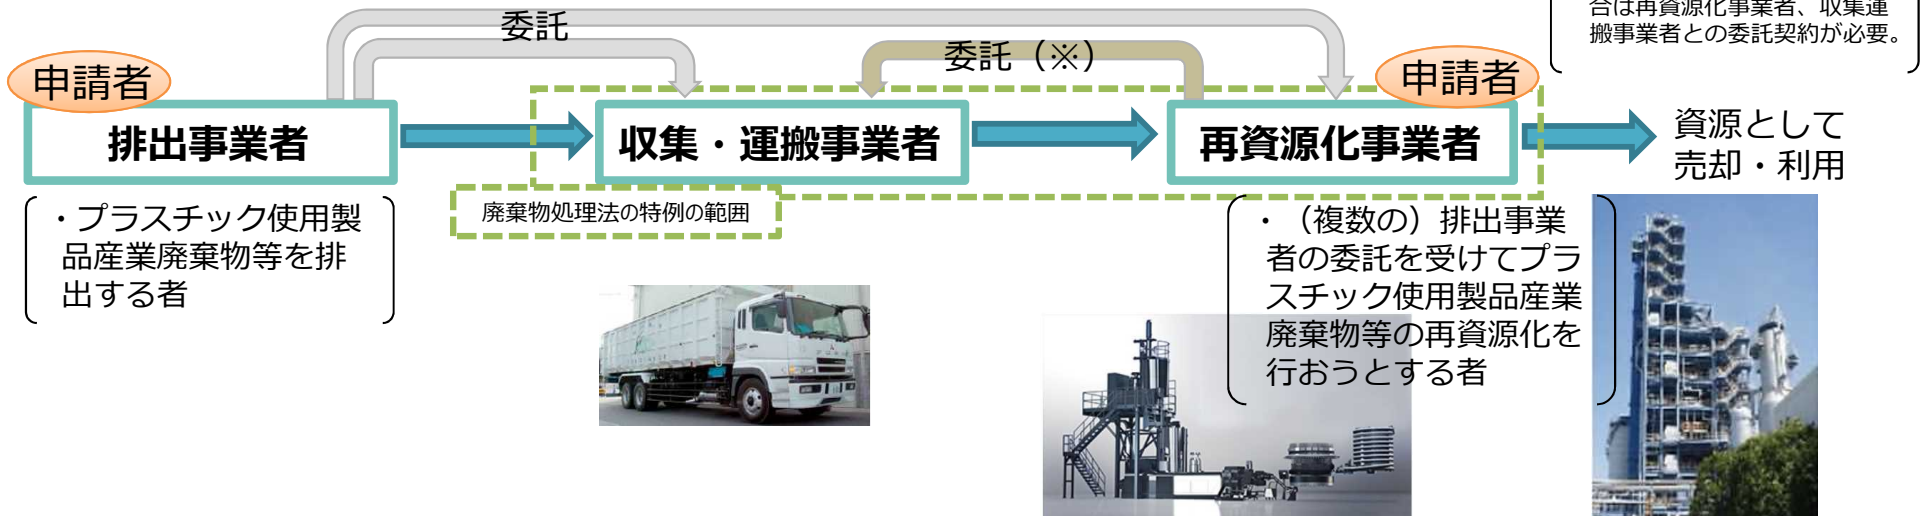 合は再資源化事業者、収集運
搬事業者との委託契約が必要。
委託
委託（※）
申請者
申請者
排出事業者
収集・運搬事業者
再資源化事業者
資源として
売却・利用
廃棄物処理法の特例の範囲
・プラスチック使用製
品産業廃棄物等を排
出する者
・（複数の）排出事業
者の委託を受けてプラ
スチック使用製品産業
廃棄物等の再資源化を
行おうとする者